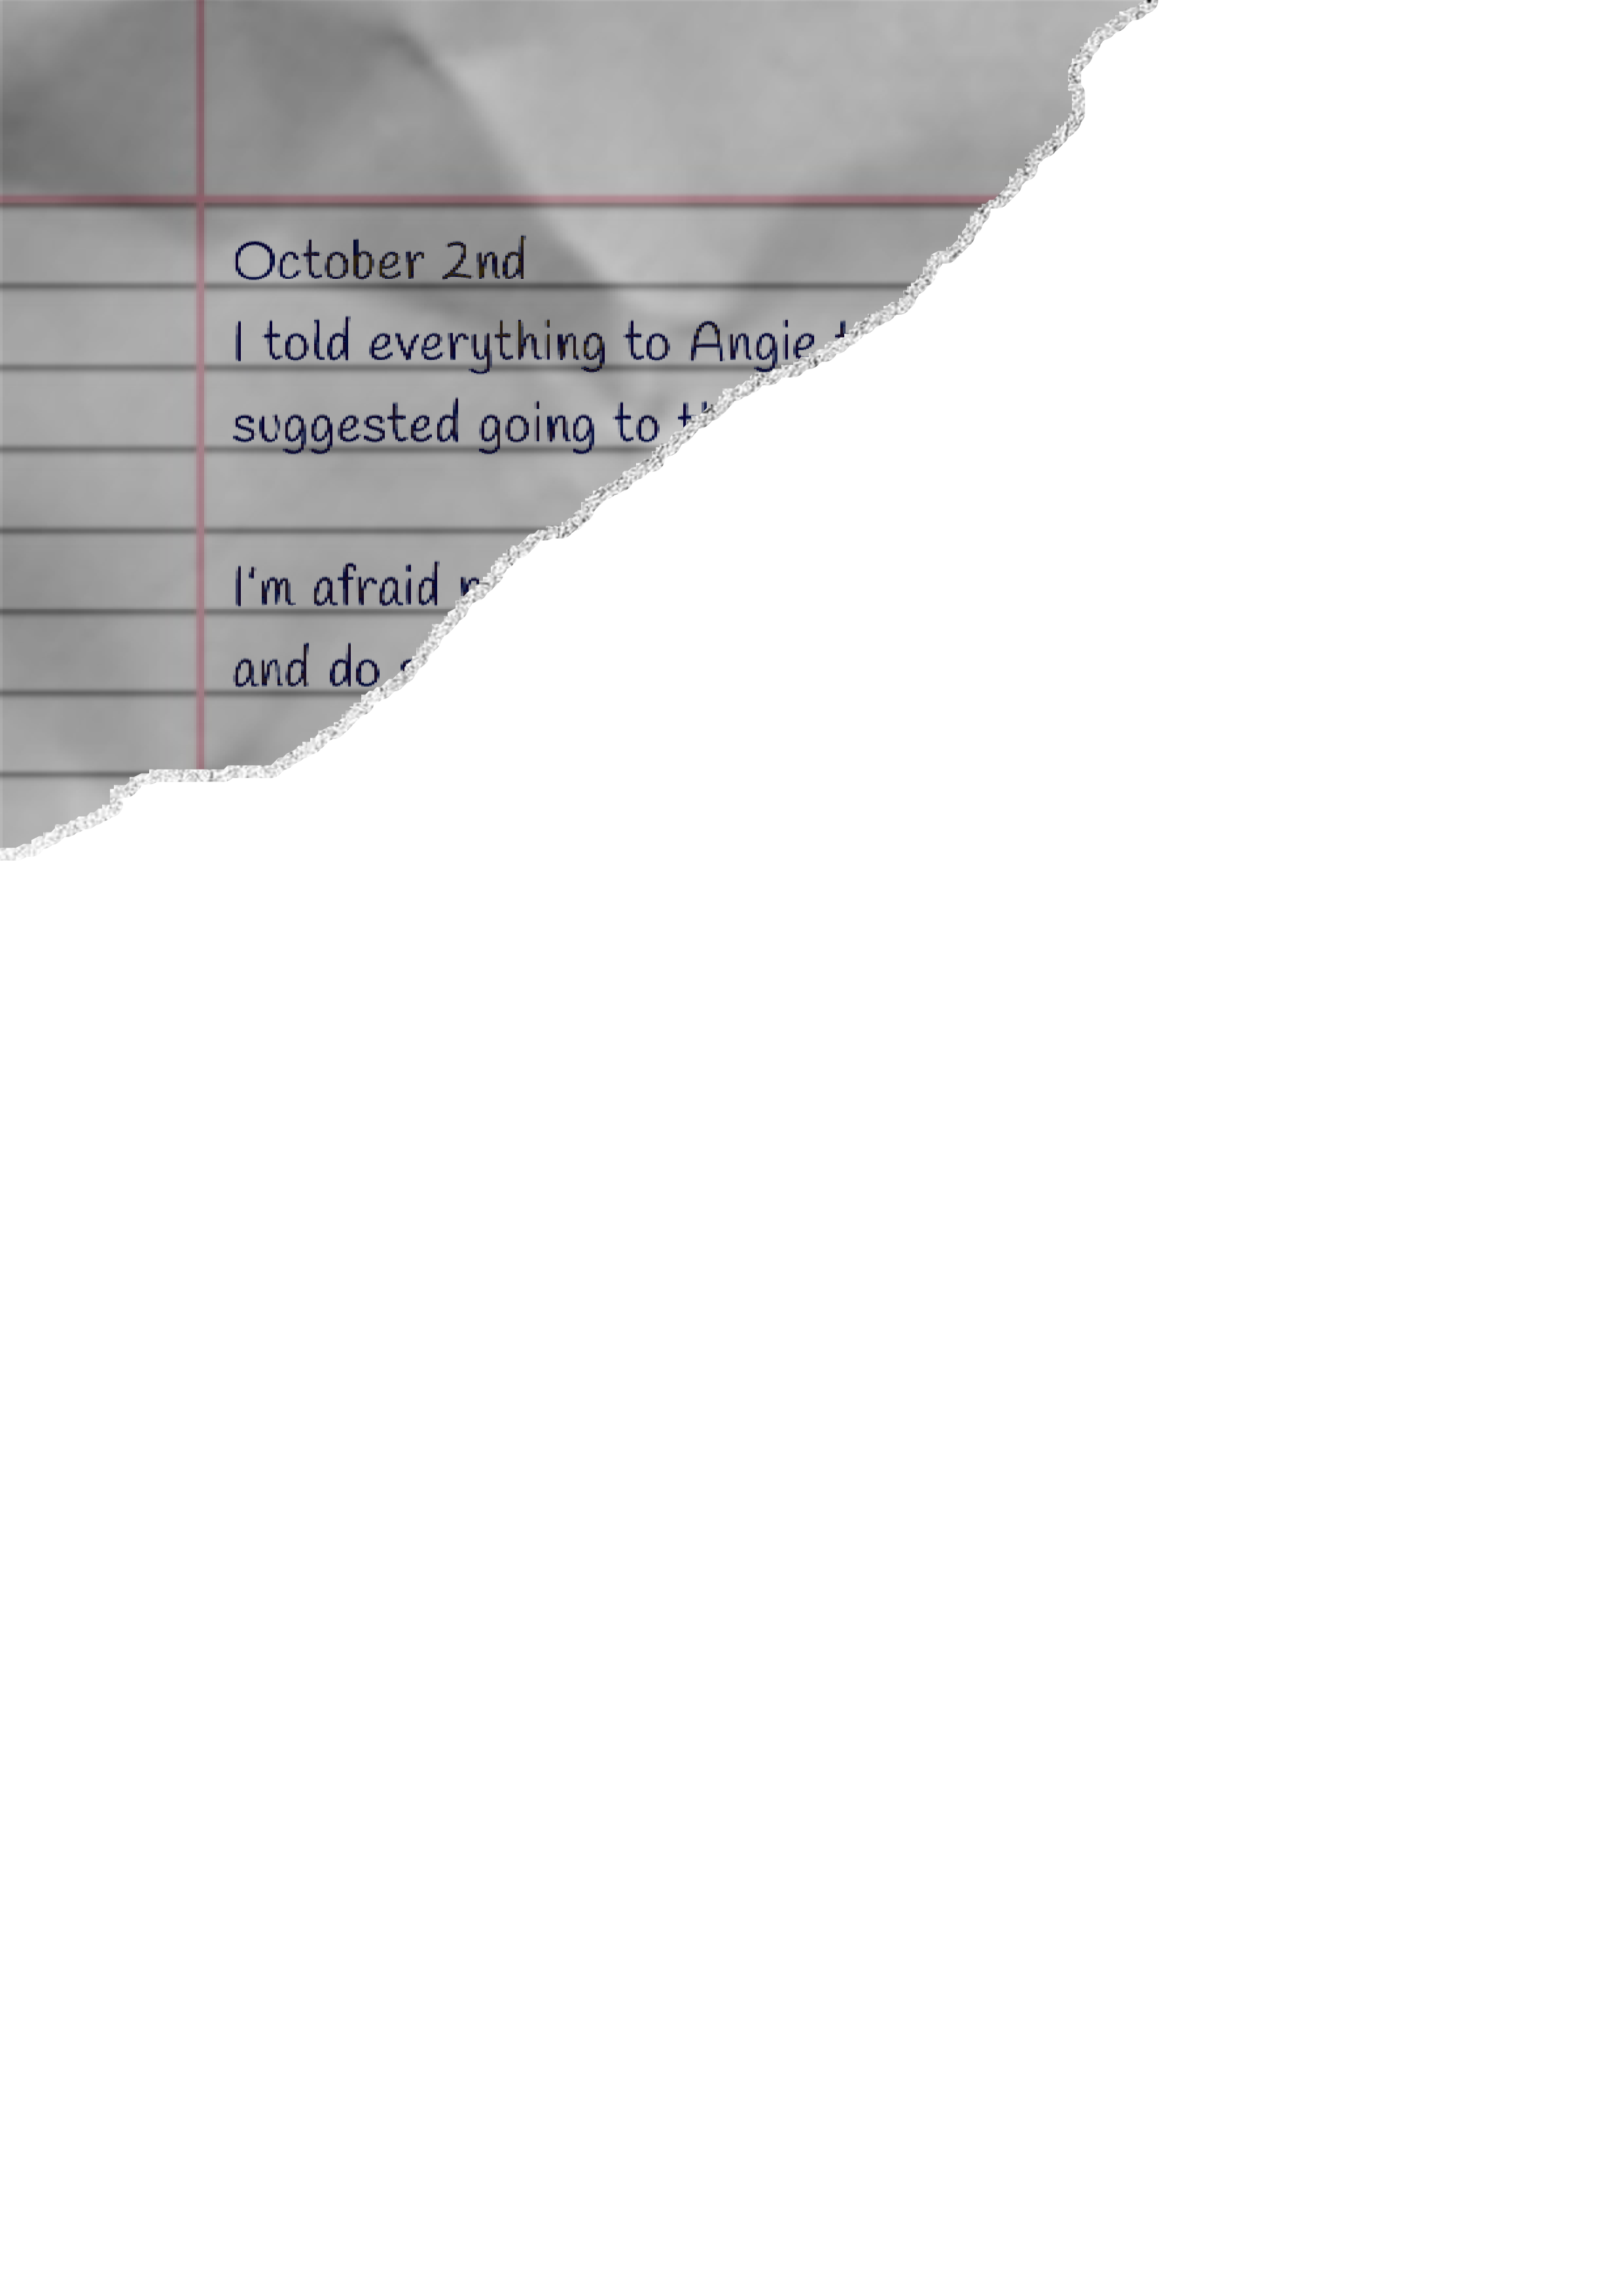 October 2nd
I told everything to Angie
suggested going to
I'm afraid
and do